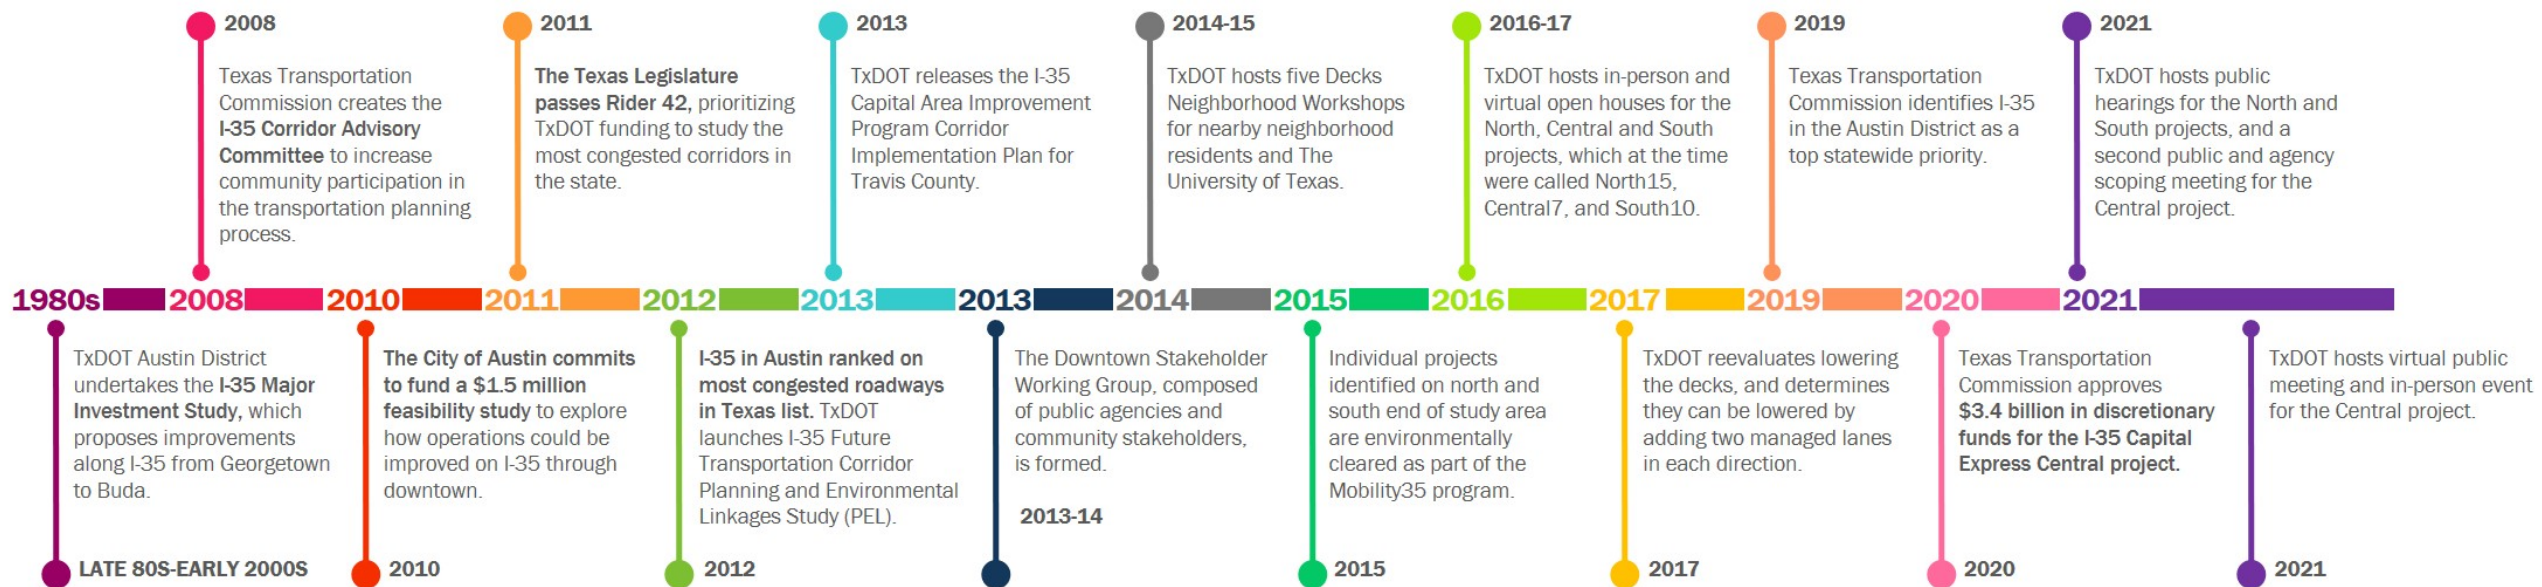 2008
Texas Transportation
Commission creates the
I-35 Corridor Advisory
Committee to increase
community participation in
the transportation planning
process.
2011
The Texas Legislature
passes Rider 42, prioritizing
TxDOT funding to study the
most congested corridors in
the state.
2013
TxDOT releases the I-35
Capital Area Improvement
Program Corridor
Implementation Plan for
Travis County.
2014-15
TxDOT hosts five Decks
Neighborhood Workshops
for nearby neighborhood
residents and The
University of Texas.
2016-17
TxDOT hosts in-person and
virtual open houses for the
North, Central and South
projects, which at the time
were called North15,
Central7, and South10.
2019
Texas Transportation
Commission identifies I-35
in the Austin District as a
top statewide priority.
2021
TxDOT hosts public
hearings for the North and
South projects, and a
second public and agency
scoping meeting for the
Central project.
1980s 2008 2010 2011 2012 2013 2013 2014 2015 2016 2017 2019 2020 2021
TxDOT Austin District
undertakes the I-35 Major
Investment Study, which
proposes improvements
along I-35 from Georgetown
to Buda.
LATE 80S-EARLY 2000S
The City of Austin commits
to fund a $1.5 million
feasibility study to explore
how operations could be
improved on I-35 through
downtown.
2010
I-35 in Austin ranked on
most congested roadways
in Texas list. TxDOT
launches I-35 Future
Transportation Corridor
Planning and Environmental
Linkages Study (PEL).
2012
The Downtown Stakeholder
Working Group, composed
of public agencies and
community stakeholders,
is formed.
2013-14
Individual projects
identified on north and
south end of study area
are environmentally
cleared as part of the
Mobility35 program.
2015
TxDOT reevaluates lowering
the decks, and determines
they can be lowered by
adding two managed lanes
in each direction.
2017
Texas Transportation
Commission approves
$3.4 billion in discretionary
funds for the I-35 Capital
Express Central project.
2020
TxDOT hosts virtual public
meeting and in-person event
for the Central project.
2021